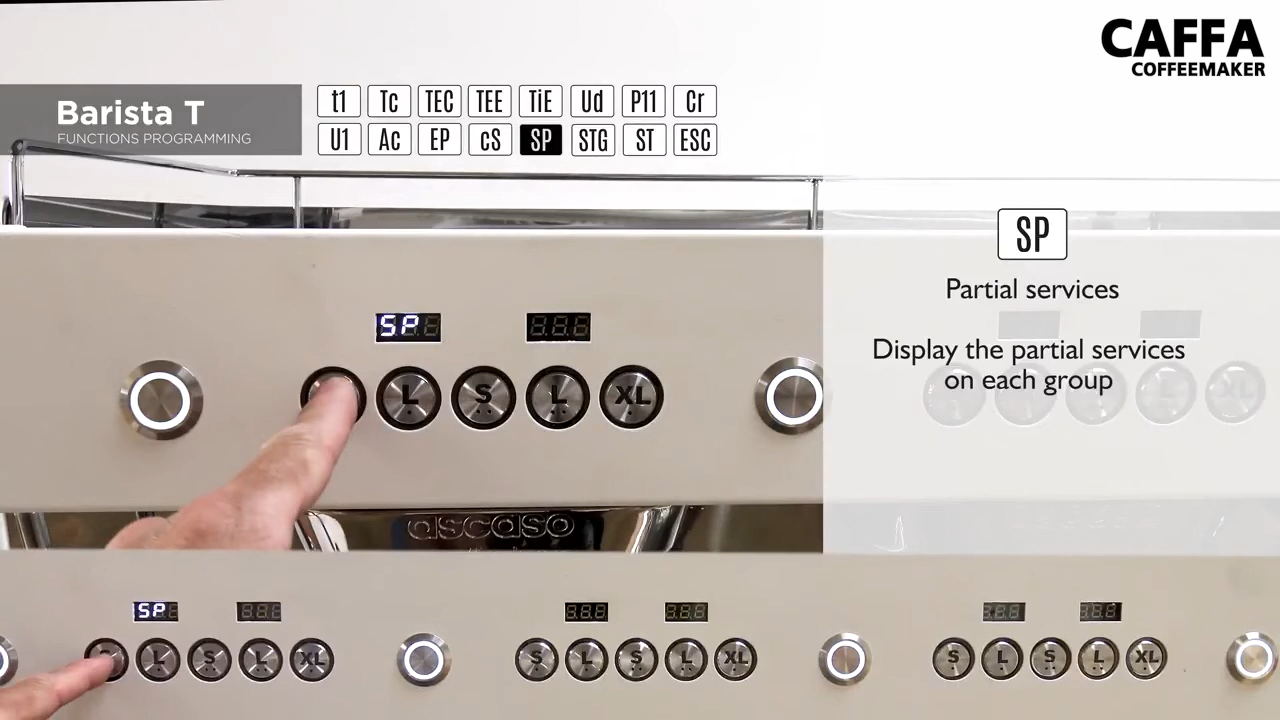 CAFFA
COFFEEMAKER
Barista T
FUNCTIONS PROGRAMMING
t1 Tc TEC TEE TiE Ud P11 Cr
U1 Ac EP cS SP STG ST ESC
SP
Partial services
Display the partial services
on each group
SP
L S L XL
XL
ascaso
SP
L S L XL
S L S L XL
S L S L XL